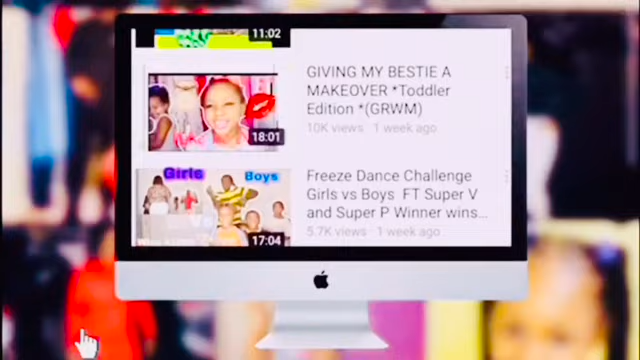 11:02
GIVING MY BESTIE A
MAKEOVER *Toddler
Edition *(GRWM)
10K views · 1 week ago
18:01
Girls
Boys
Freeze Dance Challenge
Girls vs Boys FT Super V
and Super P Winner wins...
5.7K views · 1 week ago
17:04